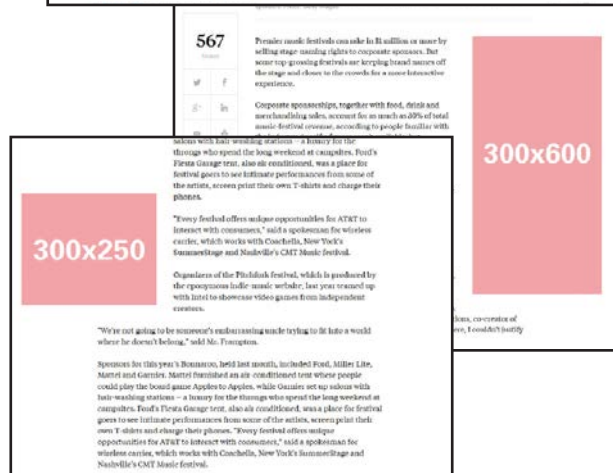 567
Premier music festivals can rake in $1 million or more by
selling stage-naming rights to corporate sponsors. But
some top-grossing festivals are keeping brand names off
the stage and closer to the crowds for a more interactive
experience.
Corporate sponsorships, together with food, drink and
merchandising sales, account for as much as 30% of total
music-festival revenue, according to people familiar with
300x600
tions, co-creator of
ere, I couldn't justify
salons with hair-washing stations – a luxury for the
throngs who spend the long weekend at campsites. Ford's
Fiesta Garage tent, also air conditioned, was a place for
festival goers to see intimate performances from some of
the artists, screen print their own T-shirts and charge their
phones.
300x250
"Every festival offers unique opportunities for AT&T to
interact with consumers," said a spokesman for wireless
carrier, which works with Coachella, New York's
SummerStage and Nashville's CMT Music festival.
Organizers of the Pitchfork festival, which is produced by
the eponymous indie-music website, last year teamed up
with Intel to showcase video games from independent
creators.
"We're not going to be someone's embarrassing uncle trying to fit into a world
where he doesn't belong," said Mr. Frampton.
Sponsors for this year's Bonnaroo, held last month, included Ford, Miller Lite,
Mattel and Garnier. Mattel furnished an air conditioned tent where people
could play the board game Apples to Apples, while Garnier set up salons with
hair-washing stations – a luxury for the throngs who spend the long weekend at
campsites. Ford's Fiesta Garage tent, also air conditioned, was a place for festival
goers to see intimate performances from some of the artists, screen print their
own T-shirts and charge their phones. "Every festival offers unique
opportunities for AT&T to interact with consumers," said a spokesman for
wireless carrier, which works with Coachella, New York's SummerStage and
Nashville's CMT Music festival.